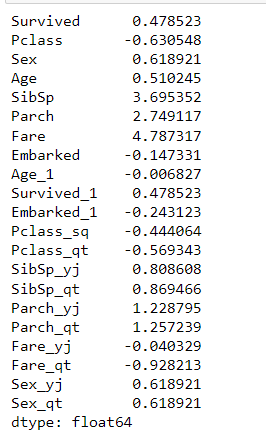 Survived 0.478523
Pclass -0.630548
Sex 0.618921
Age 0.510245
SibSp 3.695352
Parch 2.749117
Fare 4.787317
Embarked -0.147331
Age_1 -0.006827
Survived_1 0.478523
Embarked_1 -0.243123
Pclass_sq -0.444064
Pclass_qt -0.569343
SibSp_yj 0.808608
SibSp_qt 0.869466
Parch_yj 1.228795
Parch_qt 1.257239
Fare_yj -0.040329
Fare_qt -0.928213
Sex_yj 0.618921
Sex_qt 0.618921
dtype: float64